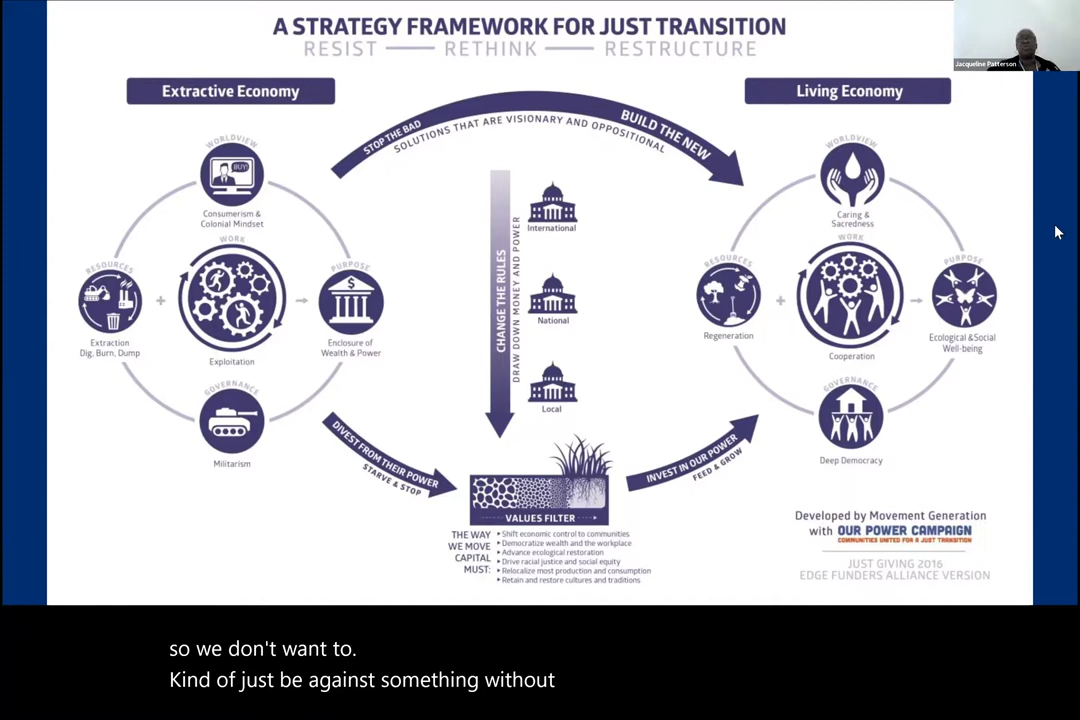 A STRATEGY FRAMEWORK FOR JUST TRANSITION
RESIST — RETHINK — RESTRUCTURE
Jacqueline Patterson
Extractive Economy
Living Economy
STOP THE BAD
BUILD THE NEW
SOLUTIONS THAT ARE VISIONARY AND OPPOSITIONAL
WORLDVIEW
BUY!
Consumerism &
Colonial Mindset
WORK
RESOURCES
PURPOSE
$
Extraction
Dig, Burn, Dump
Exploitation
Enclosure of
Wealth & Power
GOVERNANCE
Militarism
CHANGE THE RULES
DRAW DOWN MONEY AND POWER
International
National
Local
WORLDVIEW
Caring &
Sacredness
WORK
RESOURCES
PURPOSE
Regeneration
Cooperation
Ecological & Social
Well-being
GOVERNANCE
Deep Democracy
DIVEST FROM THEIR POWER
STARVE & STOP
INVEST IN OUR POWER
FEED & GROW
VALUES FILTER
THE WAY
WE MOVE
CAPITAL
MUST:
Shift economic control to communities
Democratize wealth and the workplace
Advance ecological restoration
Drive racial justice and social equity
Relocalize most production and consumption
Retain and restore cultures and traditions
Developed by Movement Generation
with OUR POWER CAMPAIGN
COMMUNITIES UNITED FOR A JUST TRANSITION
JUST GIVING 2016
EDGE FUNDERS ALLIANCE VERSION
so we don't want to.
Kind of just be against something without